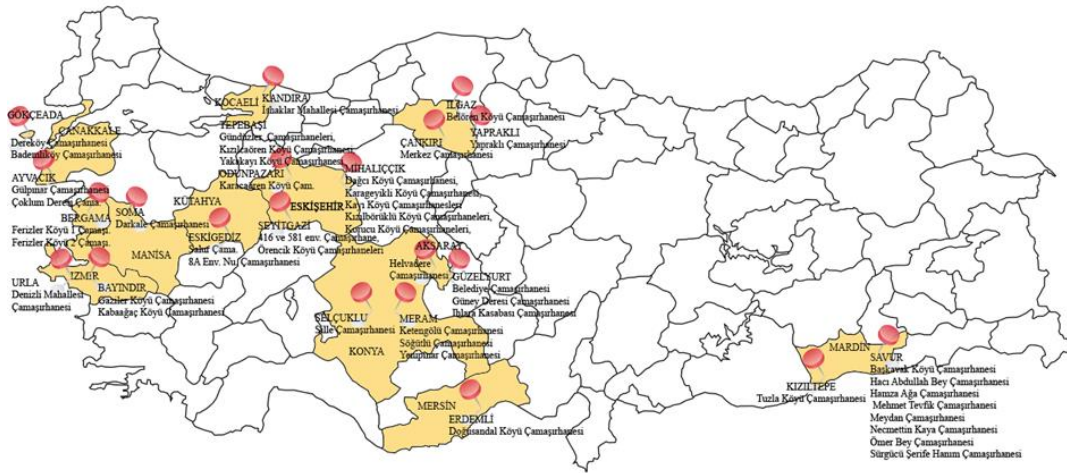 GÖKÇEADA
Dereköy Çamaşırhanesi
Bademliköy Çamaşırhanesi
ÇANAKKALE
AYVACIK
Gülpınar Çamaşırhanesi
Çoklum Deren Çama.
BERGAMA
Ferizler Köyü 1 Çamaşı.
Ferizler Köyü 2 Çamaşı.
SOMA
Darkale Çamaşırhanesi
MANİSA
İZMİR
URLA
Denizli Mahallesi
Çamaşırhanesi
BAYINDIR
Gaziler Köyü Çamaşırhanesi
Kabaağaç Köyü Çamaşırhanesi
KÜTAHYA
ESKİGEDİZ
Çama.
8A Env. Nu. Çamaşırhanesi
KOCAELİ
KANDIRA
İshaklar Mahallesi Çamaşırhanesi
TEPEBAŞI
Gündüzler Çamaşırhaneleri,
Kızılcaören Köyü Çamaşırhanesi,
Yakakayı Köyü Çamaşırhanesi
ODUNPAZARI
Karacaören Köyü Çam.
ESKİŞEHİR
SEYİTGAZİ
416 ve 581 env. Çamaşırhane,
Örencik Köyü Çamaşırhaneleri
MİHALIÇÇIK
Dağcı Köyü Çamaşırhanesi,
Karageyikli Köyü Çamaşırhanesi,
Kayı Köyü Çamaşırhanesleri
Kızılbörüklü Köyü Çamaşırhaneleri,
Korucu Köyü Çamaşırhaneleri,
ILGAZ
Belören Köyü Çamaşırhanesi
YAPRAKLI
Yapraklı Çamaşırhanesi
ÇANKIRI
Merkez Çamaşırhanesi
AKSARAY
Helvadere
Çamaşırhanesi
GÜZELYURT
Belediye Çamaşırhanesi
Güney Deresi Çamaşırhanesi
Ihlara Kasabası Çamaşırhanesi
SELÇUKLU
Sille Çamaşırhanesi
KONYA
MERAM
Ketengölü Çamaşırhanesi
Söğütlü Çamaşırhanesi
Yenipınar Çamaşırhanesi
MERSİN
ERDEMLİ
Doğusandal Köyü Çamaşırhanesi
MARDİN
KIZILTEPE
Tuzla Köyü Çamaşırhanesi
SAVUR
Başkavak Köyü Çamaşırhanesi
Hacı Abdullah Bey Çamaşırhanesi
Hamza Ağa Çamaşırhanesi
Mehmet Tevfik Çamaşırhanesi
Meydan Çamaşırhanesi
Necmettin Kaya Çamaşırhanesi
Ömer Bey Çamaşırhanesi
Sürgücü Şerife Hanım Çamaşırhanesi